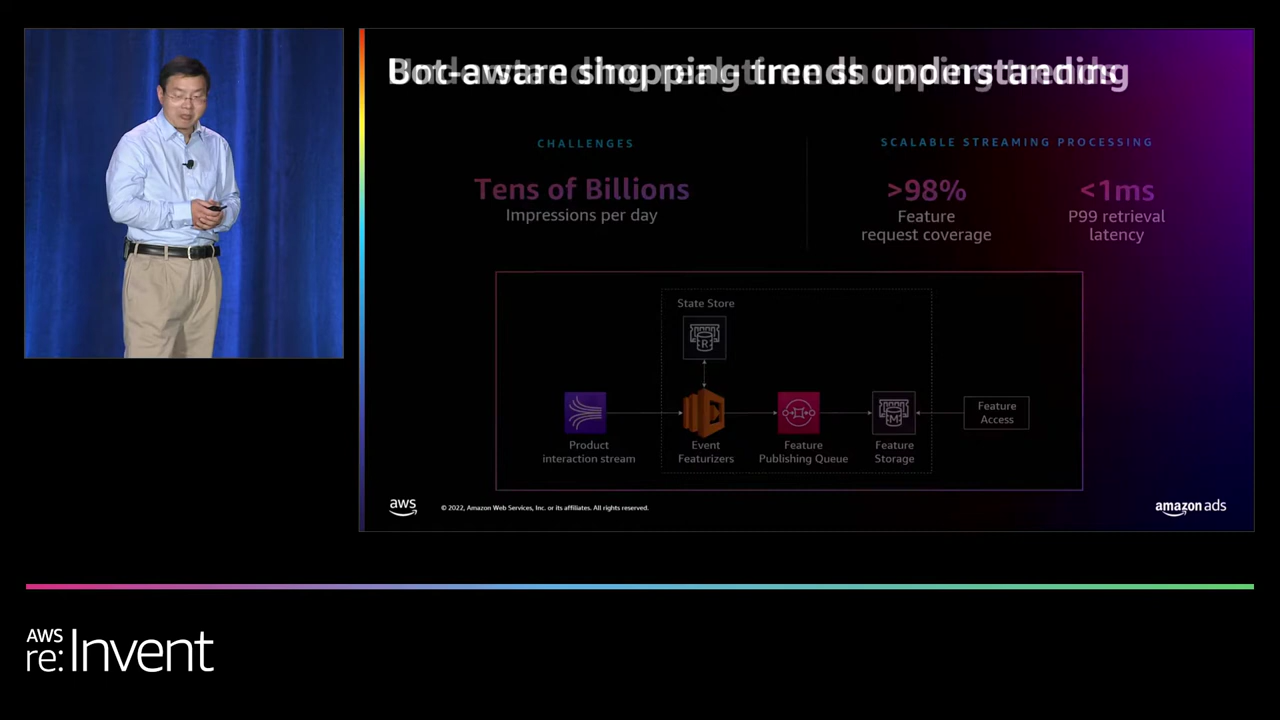 Bot-aware shopping trends understanding
CHALLENGES
SCALABLE STREAMING PROCESSING
Tens of Billions
Impressions per day
>98%
Feature
request coverage
<1ms
P99 retrieval
latency
State Store
R
M
Product
interaction stream
Event
Featurizers
Feature
Publishing Queue
Feature
Storage
Feature
Access
aws
© 2022, Amazon Web Services, Inc. or its affiliates. All rights reserved.
amazon ads
AWS
re:Invent